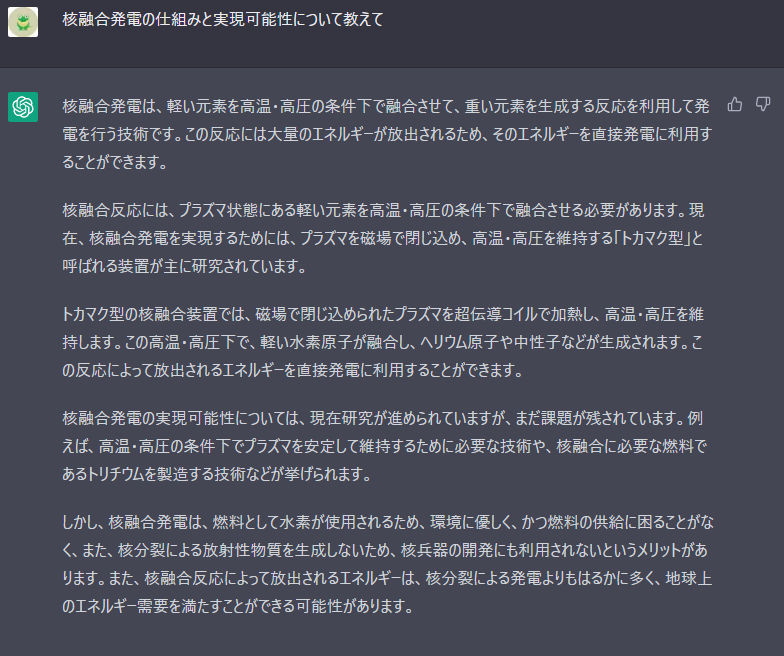 核融合発電の仕組みと実現可能性について教えて
核融合発電は、軽い元素を高温・高圧の条件下で融合させて、重い元素を生成する反応を利用して発
電を行う技術です。この反応には大量のエネルギーが放出されるため、そのエネルギーを直接発電に利用す
ることができます。
核融合反応には、プラズマ状態にある軽い元素を高温・高圧の条件下で融合させる必要があります。現
在、核融合発電を実現するためには、プラズマを磁場で閉じ込め、高温・高圧を維持する「トカマク型」と
呼ばれる装置が主に研究されています。
トカマク型の核融合装置では、磁場で閉じ込められたプラズマを超伝導コイルで加熱し、高温・高圧を維
持します。この高温・高圧下で、軽い水素原子が融合し、ヘリウム原子や中性子などが生成されます。こ
の反応によって放出されるエネルギーを直接発電に利用することができます。
核融合発電の実現可能性については、現在研究が進められていますが、まだ課題が残されています。例
えば、高温・高圧の条件下でプラズマを安定して維持するために必要な技術や、核融合に必要な燃料で
あるトリチウムを製造する技術などが挙げられます。
しかし、核融合発電は、燃料として水素が使用されるため、環境に優しく、かつ燃料の供給に困ることがな
く、また、核分裂による放射性物質を生成しないため、核兵器の開発にも利用されないというメリットがあ
ります。また、核融合反応によって放出されるエネルギーは、核分裂による発電よりもはるかに多く、地球上
のエネルギー需要を満たすことができる可能性があります。